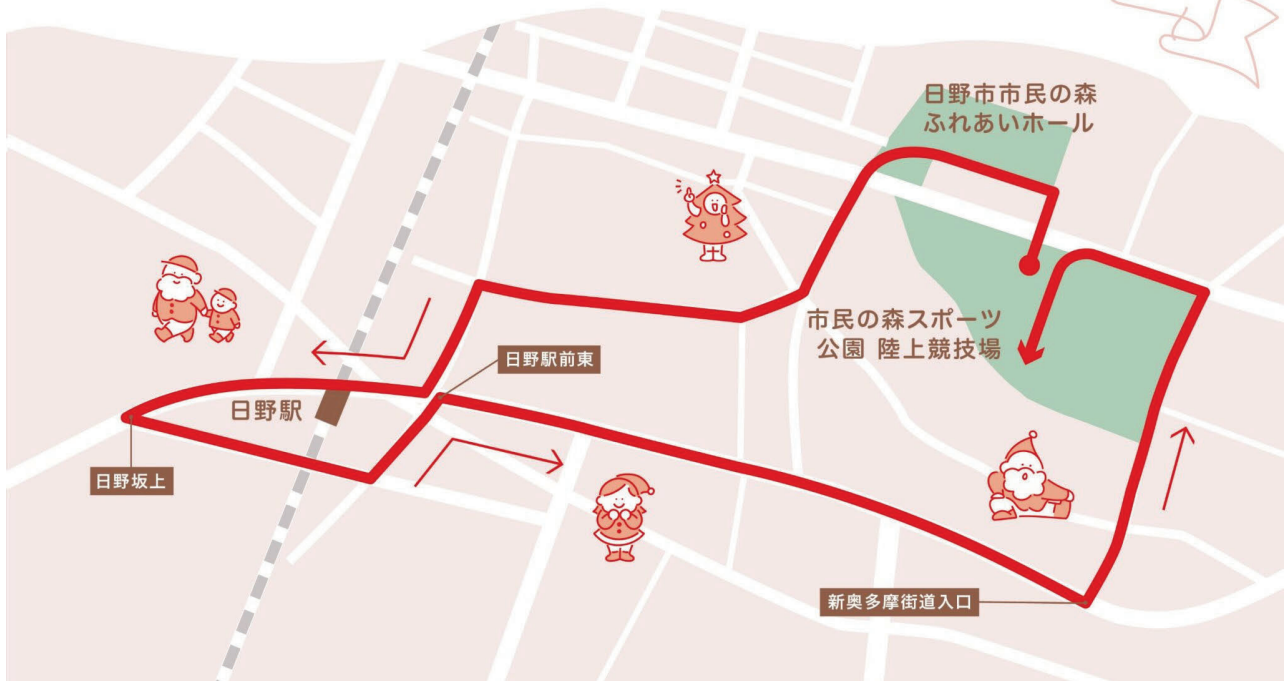 日野市市民の森
ふれあいホール
市民の森スポーツ
公園 陸上競技場
日野駅前東
日野駅
日野坂上
新奥多摩街道入口